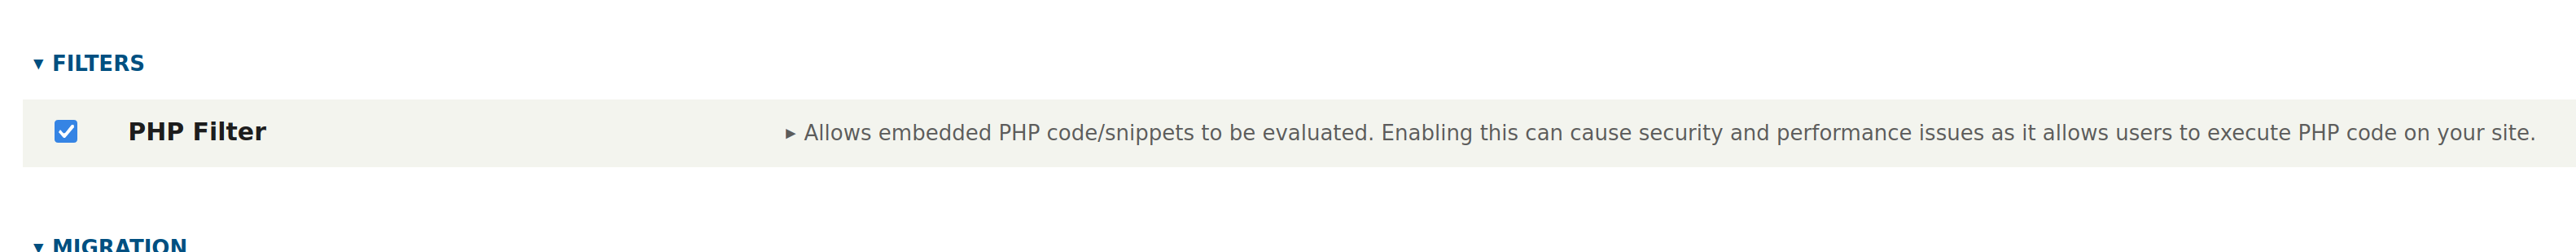 FILTERS
PHP Filter
Allows embedded PHP code/snippets to be evaluated. Enabling this can cause security and performance issues as it allows users to execute PHP code on your site.
MIGRATION